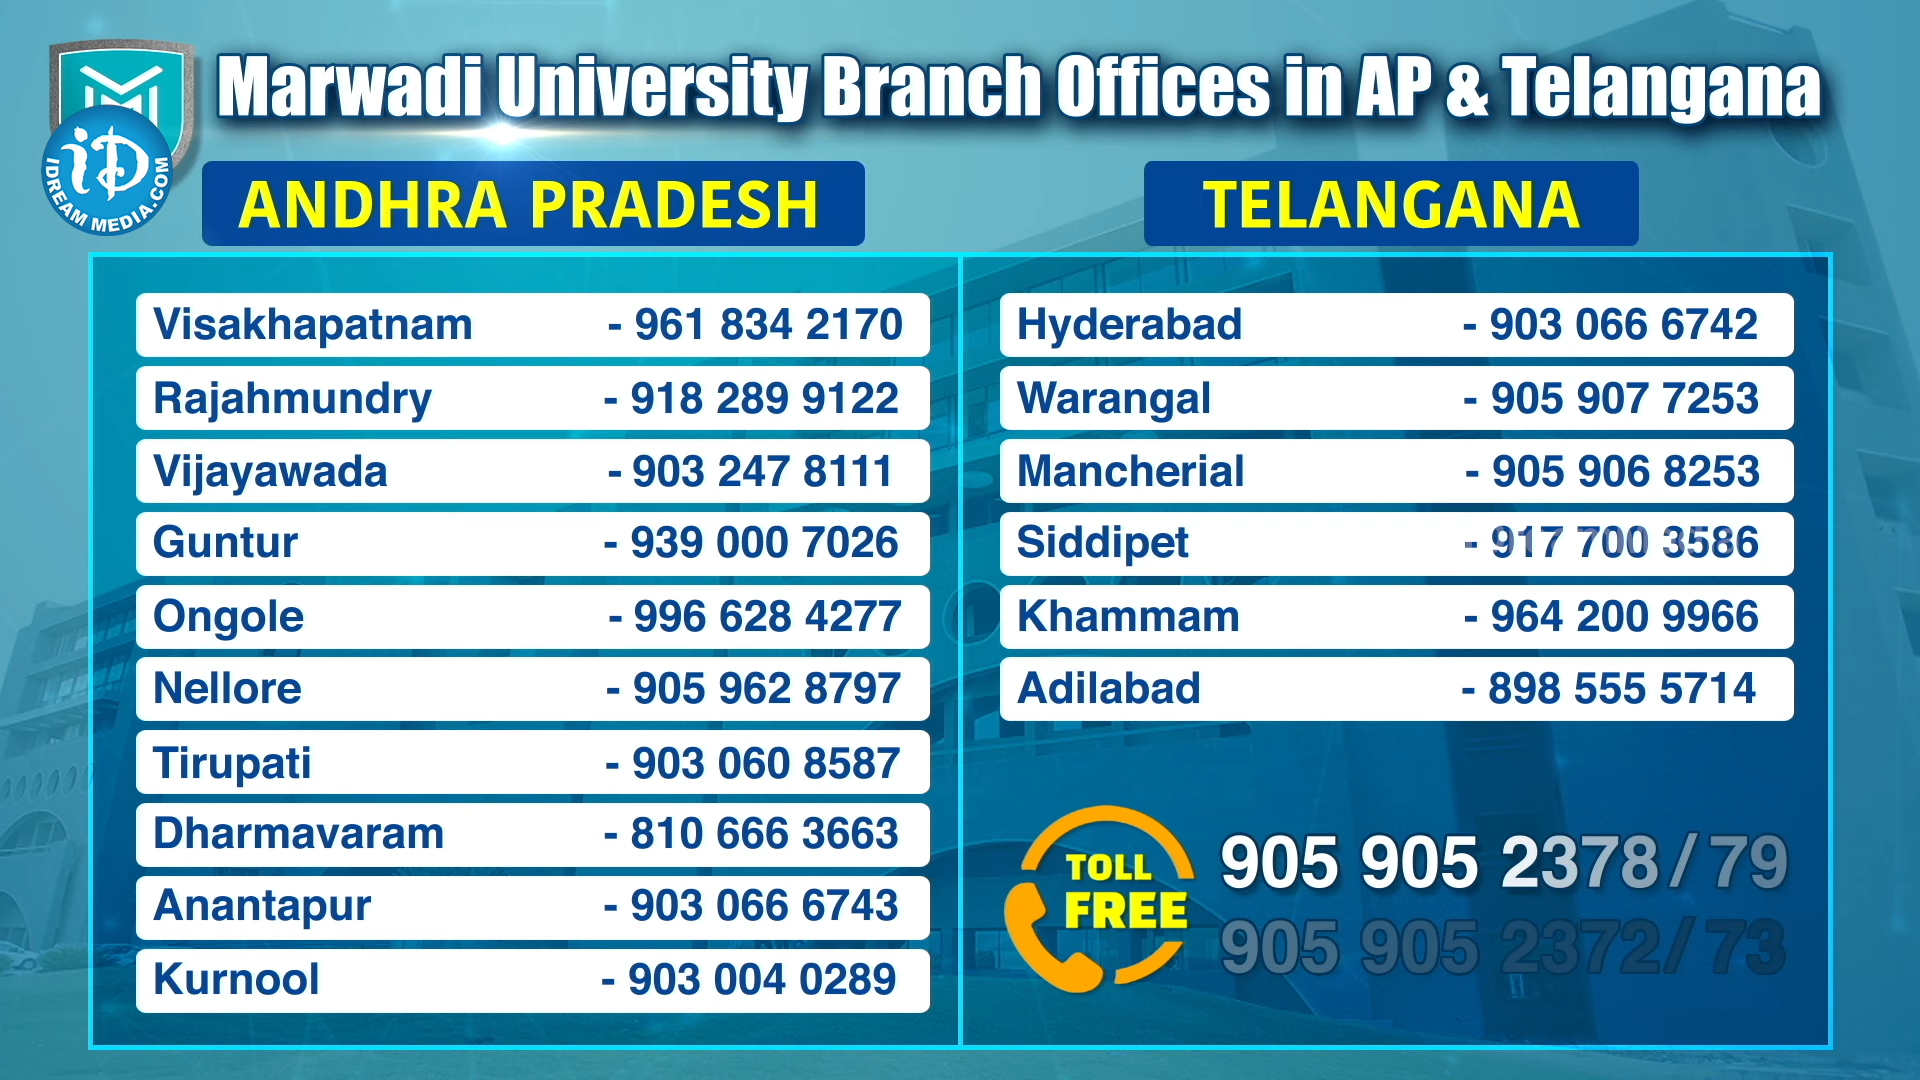 Marwadi University Branch Offices in AP & Telangana
iD
IDREAM MEDIA.COM
ANDHRA PRADESH
Visakhapatnam - 961 834 2170
Rajahmundry - 918 289 9122
Vijayawada - 903 247 8111
Guntur - 939 000 7026
Ongole - 996 628 4277
Nellore - 905 962 8797
Tirupati - 903 060 8587
Dharmavaram - 810 666 3663
Anantapur - 903 066 6743
Kurnool - 903 004 0289
TELANGANA
Hyderabad - 903 066 6742
Warangal - 905 907 7253
Mancherial - 905 906 8253
Siddipet - 917 700 3586
Khammam - 964 200 9966
Adilabad - 898 555 5714
TOLL
FREE
905 905 2378 / 79
905 905 2372 / 73